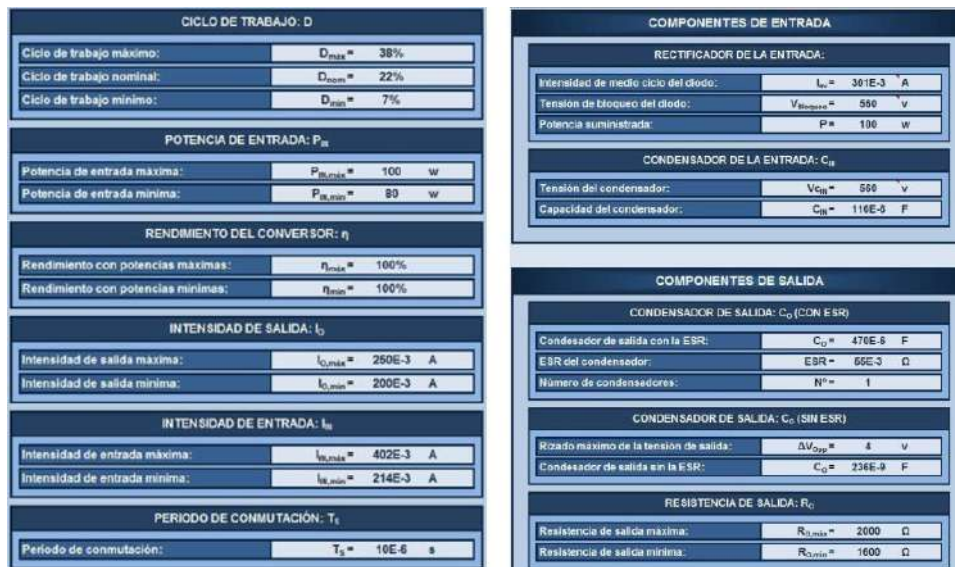 CICLO DE TRABAJO: D
Ciclo de trabajo máximo: Dmáx= 38%
Ciclo de trabajo nominal: Dnom= 22%
Ciclo de trabajo mínimo: Dmin= 7%
POTENCIA DE ENTRADA: PIN
Potencia de entrada máxima: PIN,máx= 100 w
Potencia de entrada mínima: PIN,min= 80 w
RENDIMIENTO DEL CONVERSOR: η
Rendimiento con potencias máximas: ηmáx= 100%
Rendimiento con potencias mínimas: ηmin= 100%
INTENSIDAD DE SALIDA: IO
Intensidad de salida máxima: IO,máx= 250E-3 A
Intensidad de salida mínima: IO,min= 200E-3 A
INTENSIDAD DE ENTRADA: IIN
Intensidad de entrada máxima: IIN,máx= 402E-3 A
Intensidad de entrada mínima: IIN,min= 214E-3 A
PERIODO DE CONMUTACIÓN: TS
Periodo de conmutación: TS= 10E-6 s
COMPONENTES DE ENTRADA
RECTIFICADOR DE LA ENTRADA:
Intensidad de medio ciclo del diodo: 301E-3 A
Tensión de bloqueo del diodo: VBloqueo= 560 v
Potencia suministrada: P= 100 w
CONDENSADOR DE LA ENTRADA: CIN
Tensión del condensador: VCIN= 560 v
Capacidad del condensador: CIN= 116E-6 F
COMPONENTES DE SALIDA
CONDENSADOR DE SALIDA: CO (CON ESR)
Condesador de salida con la ESR: CO= 470E-6 F
ESR del condensador: ESR= 55E-3 Ω
Número de condensadores: Nº= 1
CONDENSADOR DE SALIDA: CO (SIN ESR)
Rizado máximo de la tensión de salida: ΔVOpp= 4 v
Condesador de salida sin la ESR: CO= 236E-9 F
RESISTENCIA DE SALIDA: RO
Resistencia de salida máxima: RO,máx= 2000 Ω
Resistencia de salida mínima: RO,min= 1600 Ω